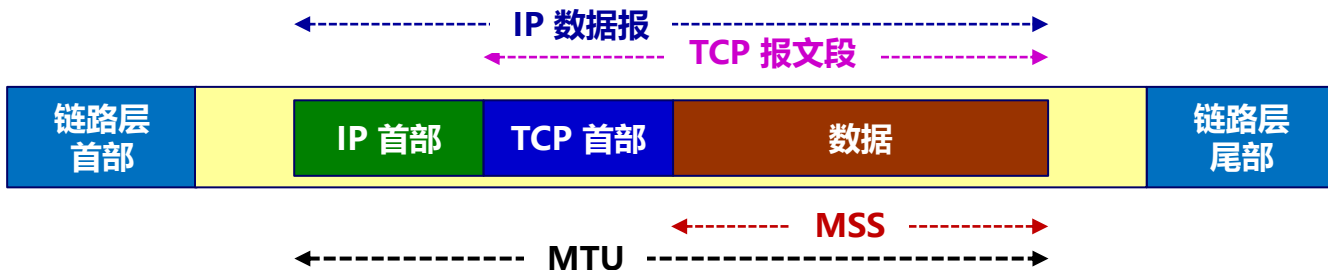 IP 数据报
TCP 报文段
链路层
首部
IP 首部
TCP 首部
数据
链路层
尾部
MSS
MTU